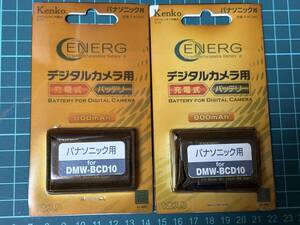 Kenko
パナソニック用
ENERG
デジタルカメラ用
充電式 バッテリー
BATTERY FOR DIGITAL CAMERA
800mAh
パナソニック用
for
DMW-BCD10
Kenko
パナソニック用
ENERG
デジタルカメラ用
充電式 バッテリー
BATTERY FOR DIGITAL CAMERA
800mAh
パナソニック用
for
DMW-BCD10